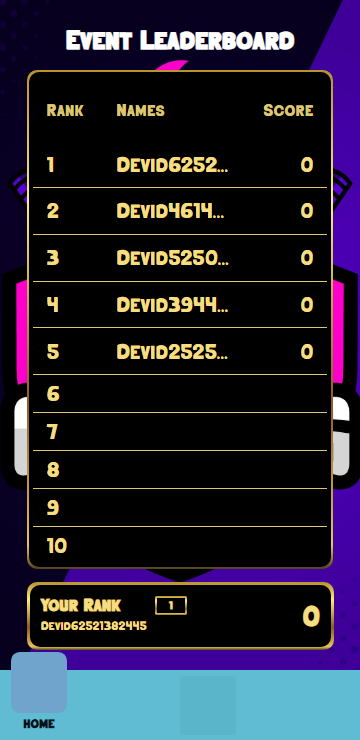 Event Leaderboard
Rank Names Score
1 Devid6252... 0
2 Devid4614... 0
3 Devid5250... 0
4 Devid3944... 0
5 Devid2525... 0
6
7
8
9
10
Your Rank 1 0
Devid62521382445
HOME